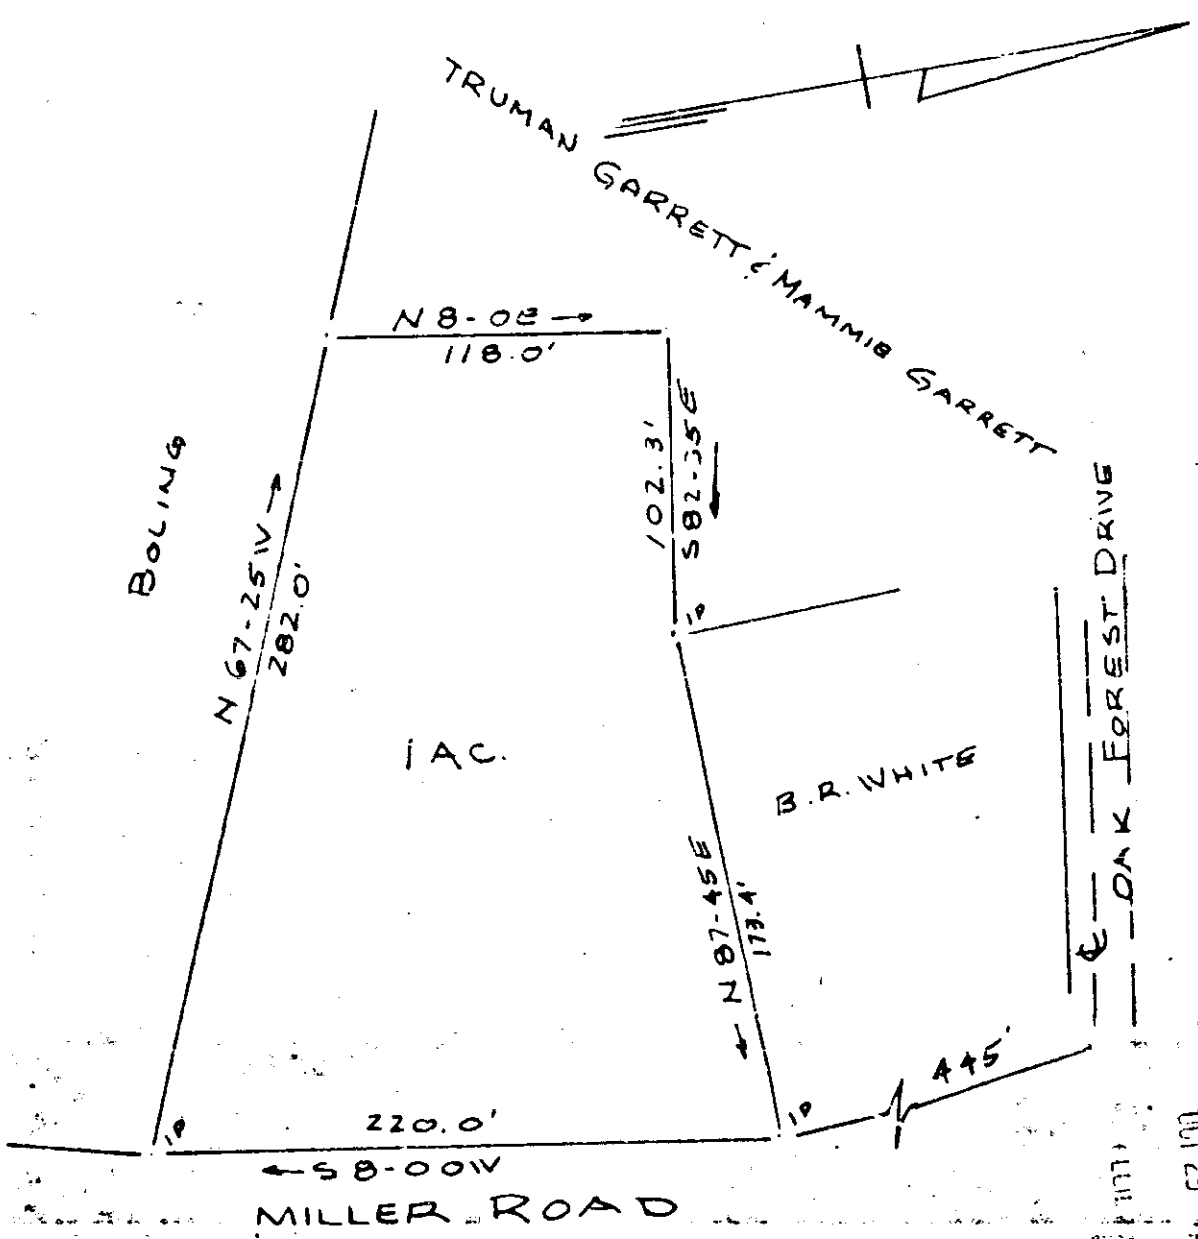 TRUMAN GARRETT & MAMMIE GARRETT
N 8-0E
118.0'
102.3'
S 82-35E
BOLING
N 67-25W
282.0'
IP
1 AC.
B.R. WHITE
OAK FOREST DRIVE
N 87-45E
173.4'
445'
IP
IP
220.0'
S 8-00W
MILLER ROAD